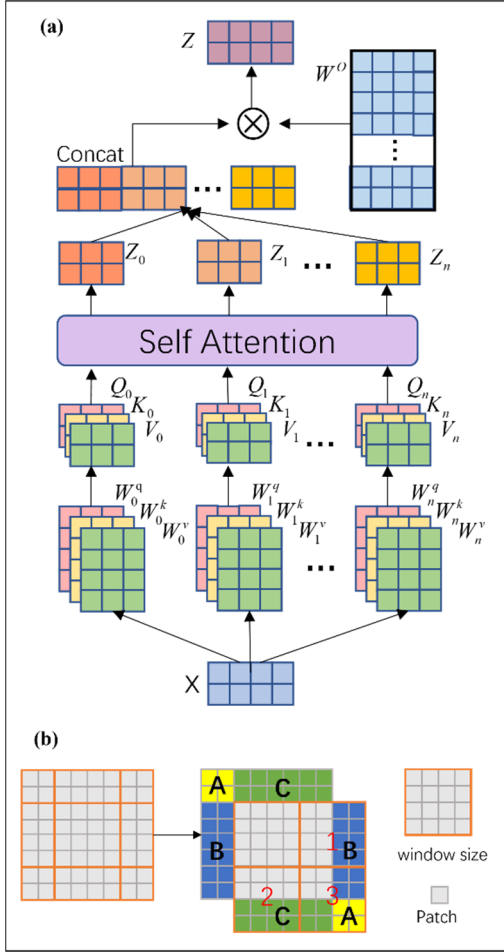 (a)
Z
W^O
Concat
...
Z_0
Z_1
...
Z_n
Self Attention
Q_0 K_0 V_0
Q_1 K_1 V_1
...
Q_n K_n V_n
W_0^q W_0^k W_0^v
W_1^q W_1^k W_1^v
...
W_n^q W_n^k W_n^v
X
(b)
A
C
B
1
B
2
3
C
A
window size
Patch